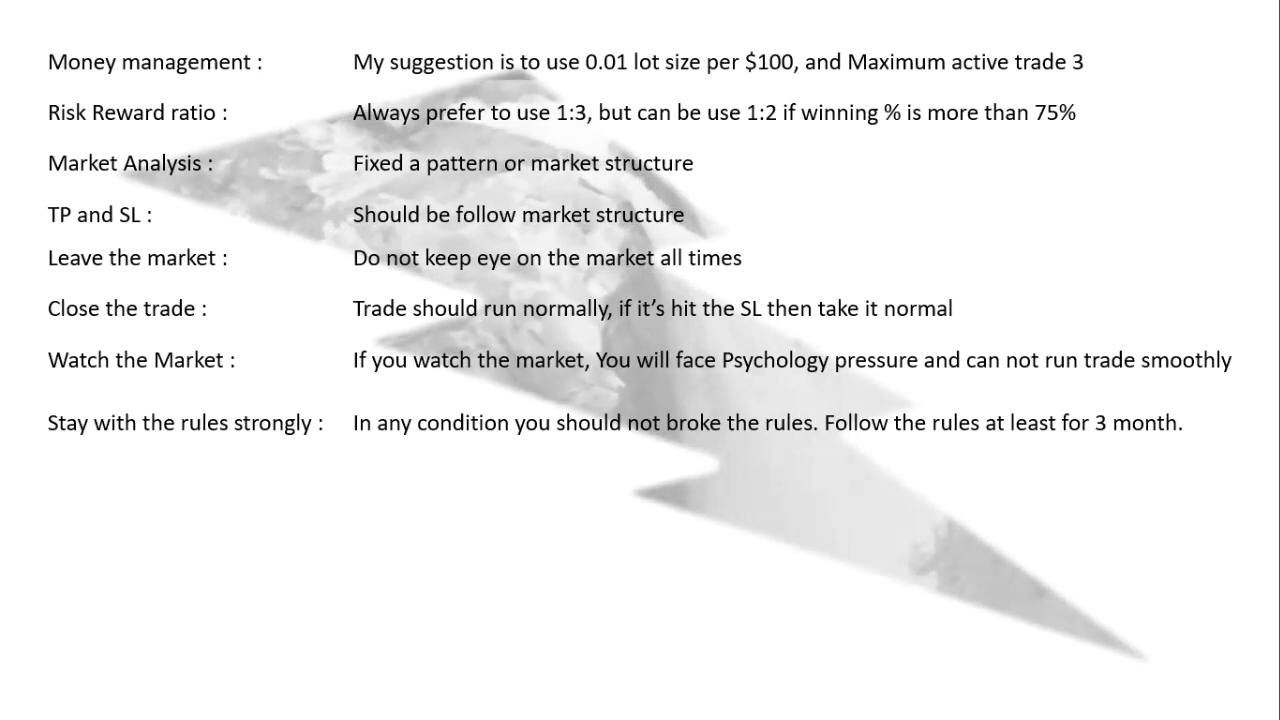 Money management : My suggestion is to use 0.01 lot size per $100, and Maximum active trade 3
Risk Reward ratio : Always prefer to use 1:3, but can be use 1:2 if winning % is more than 75%
Market Analysis : Fixed a pattern or market structure
TP and SL : Should be follow market structure
Leave the market : Do not keep eye on the market all times
Close the trade : Trade should run normally, if it’s hit the SL then take it normal
Watch the Market : If you watch the market, You will face Psychology pressure and can not run trade smoothly
Stay with the rules strongly : In any condition you should not broke the rules. Follow the rules at least for 3 month.